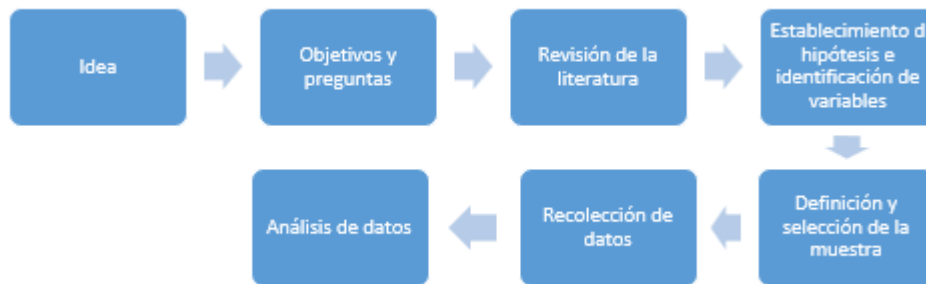 Idea
Objetivos y
preguntas
Revisión de la
literatura
Establecimiento d
hipótesis e
identificación de
variables
Definición y
selección de la
muestra
Recolección de
datos
Análisis de datos